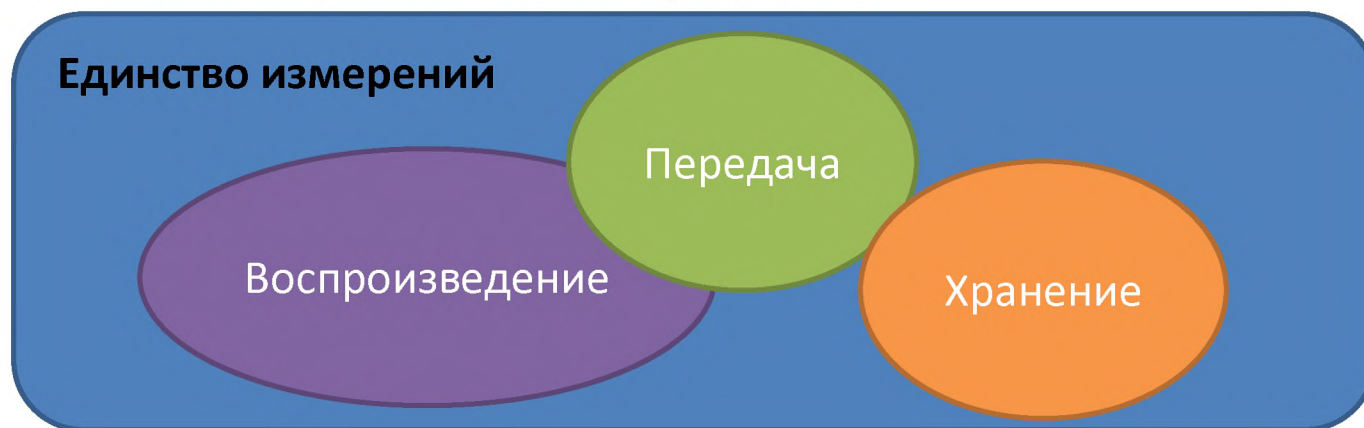 Единство измерений
Передача
Воспроизведение
Хранение